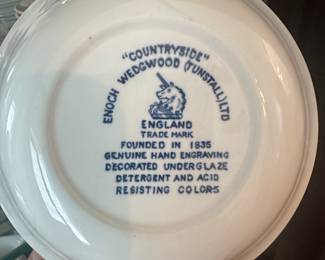 "COUNTRYSIDE"
ENOCH WEDGWOOD (TUNSTALL) LTD
ENGLAND
TRADE MARK
FOUNDED IN 1835
GENUINE HAND ENGRAVING
DECORATED UNDERGLAZE
DETERGENT AND ACID
RESISTING COLORS